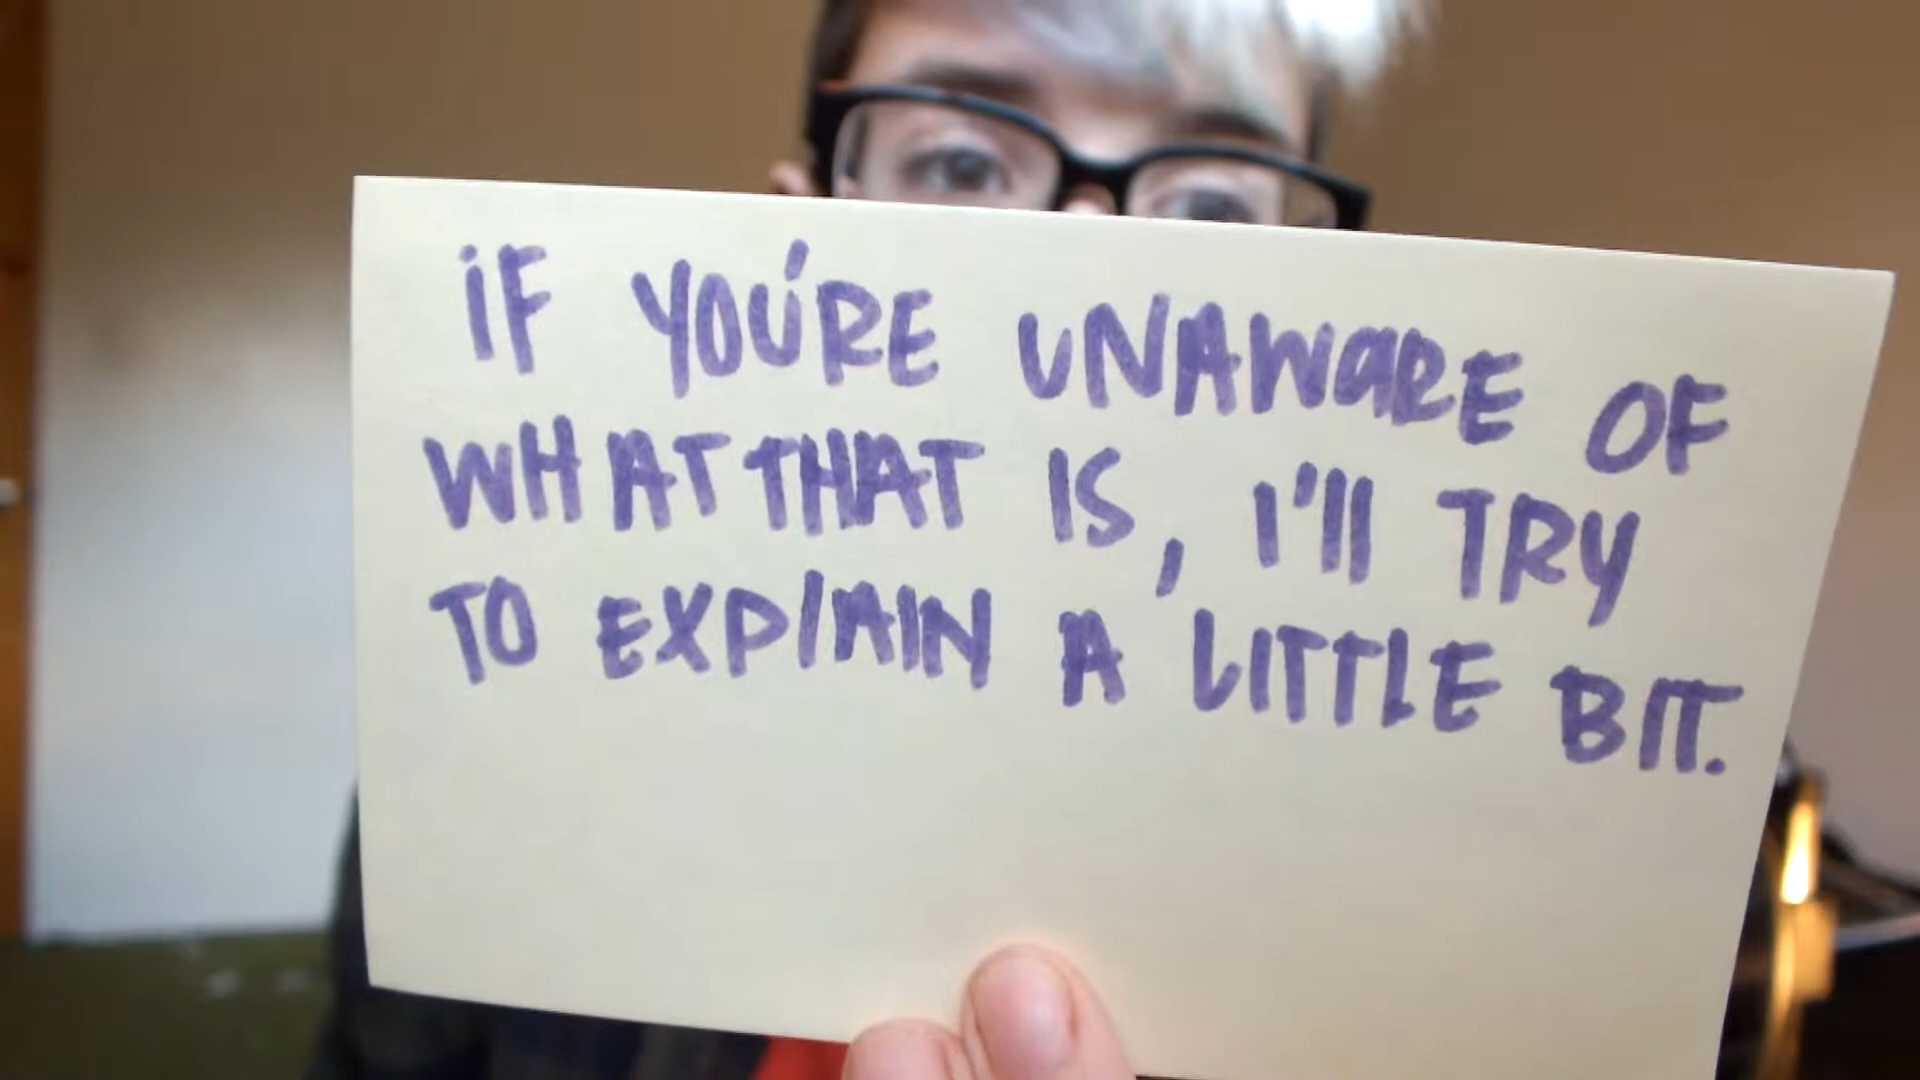 iF YOU'RE UNAWaRE OF
WHAT THAT IS, I'll TRY
TO EXPlAIN A LITTLE BIT.